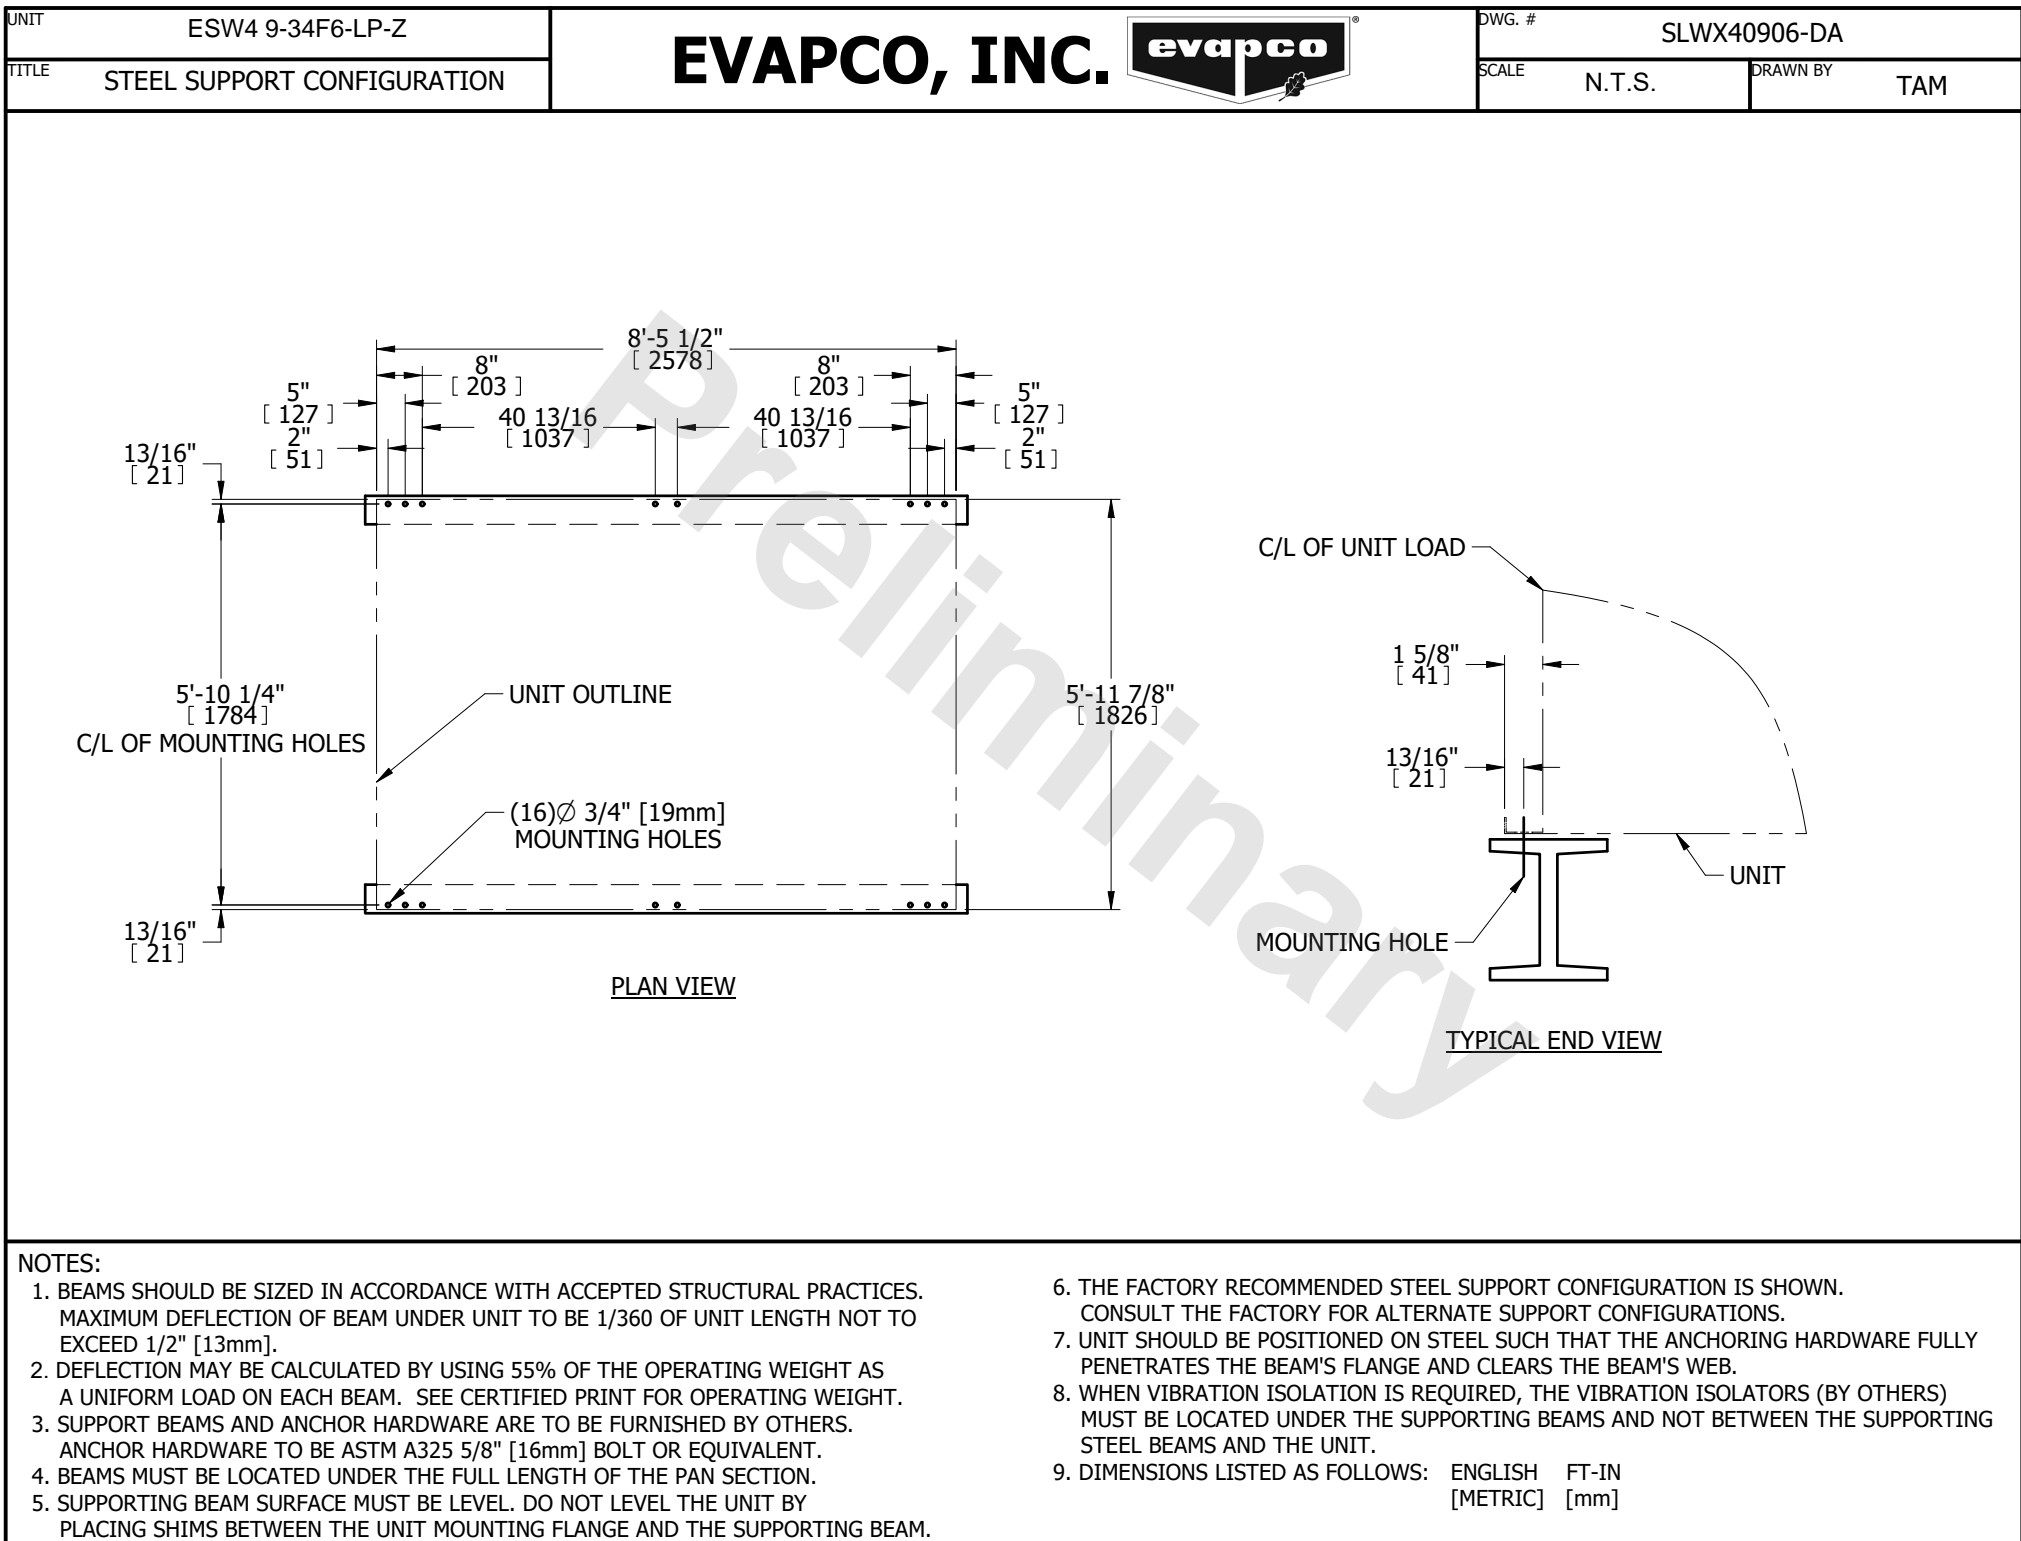 UNIT
ESW4 9-34F6-LP-Z
TITLE
STEEL SUPPORT CONFIGURATION
EVAPCO, INC.
evapco
®
DWG. #
SLWX40906-DA
SCALE
N.T.S.
DRAWN BY
TAM
8'-5 1/2"
[ 2578 ]
8"
[ 203 ]
8"
[ 203 ]
5"
[ 127 ]
5"
[ 127 ]
40 13/16
[ 1037 ]
40 13/16
[ 1037 ]
2"
[ 51 ]
2"
[ 51 ]
13/16"
[ 21 ]
5'-10 1/4"
[ 1784 ]
C/L OF MOUNTING HOLES
UNIT OUTLINE
5'-11 7/8"
[ 1826 ]
(16)Ø 3/4" [19mm]
MOUNTING HOLES
13/16"
[ 21 ]
PLAN VIEW
C/L OF UNIT LOAD
1 5/8"
[ 41 ]
13/16"
[ 21 ]
UNIT
MOUNTING HOLE
TYPICAL END VIEW
Preliminary
NOTES:
1. BEAMS SHOULD BE SIZED IN ACCORDANCE WITH ACCEPTED STRUCTURAL PRACTICES.
MAXIMUM DEFLECTION OF BEAM UNDER UNIT TO BE 1/360 OF UNIT LENGTH NOT TO
EXCEED 1/2" [13mm].
2. DEFLECTION MAY BE CALCULATED BY USING 55% OF THE OPERATING WEIGHT AS
A UNIFORM LOAD ON EACH BEAM. SEE CERTIFIED PRINT FOR OPERATING WEIGHT.
3. SUPPORT BEAMS AND ANCHOR HARDWARE ARE TO BE FURNISHED BY OTHERS.
ANCHOR HARDWARE TO BE ASTM A325 5/8" [16mm] BOLT OR EQUIVALENT.
4. BEAMS MUST BE LOCATED UNDER THE FULL LENGTH OF THE PAN SECTION.
5. SUPPORTING BEAM SURFACE MUST BE LEVEL. DO NOT LEVEL THE UNIT BY
PLACING SHIMS BETWEEN THE UNIT MOUNTING FLANGE AND THE SUPPORTING BEAM.
6. THE FACTORY RECOMMENDED STEEL SUPPORT CONFIGURATION IS SHOWN.
CONSULT THE FACTORY FOR ALTERNATE SUPPORT CONFIGURATIONS.
7. UNIT SHOULD BE POSITIONED ON STEEL SUCH THAT THE ANCHORING HARDWARE FULLY
PENETRATES THE BEAM'S FLANGE AND CLEARS THE BEAM'S WEB.
8. WHEN VIBRATION ISOLATION IS REQUIRED, THE VIBRATION ISOLATORS (BY OTHERS)
MUST BE LOCATED UNDER THE SUPPORTING BEAMS AND NOT BETWEEN THE SUPPORTING
STEEL BEAMS AND THE UNIT.
9. DIMENSIONS LISTED AS FOLLOWS: ENGLISH FT-IN
[METRIC] [mm]